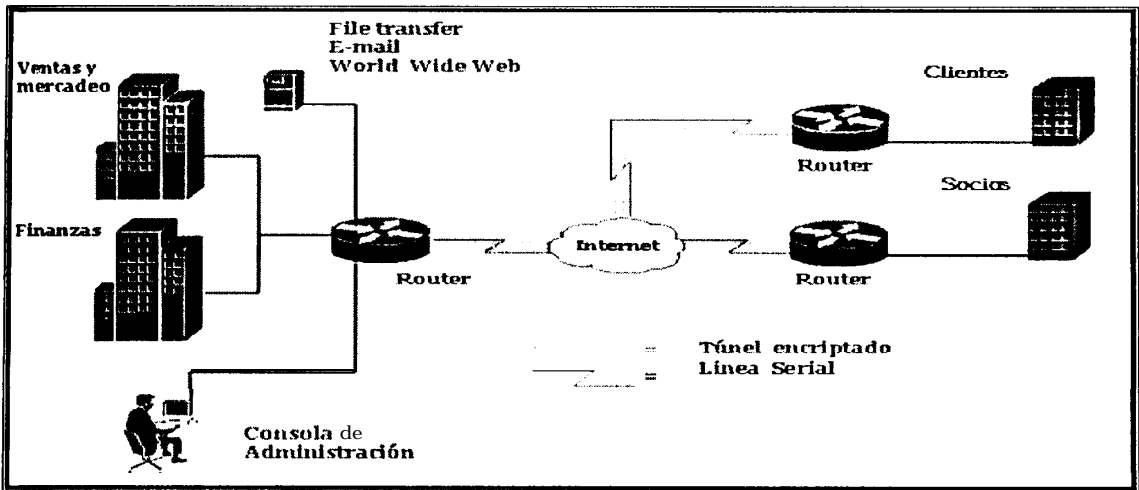 File transfer
E-mail
World Wide Web
Ventas y
mercadeo
Clientes
Router
Socios
Finanzas
Internet
Router
Router
= Túnel encriptado
= Línea Serial
Consola de
Administración